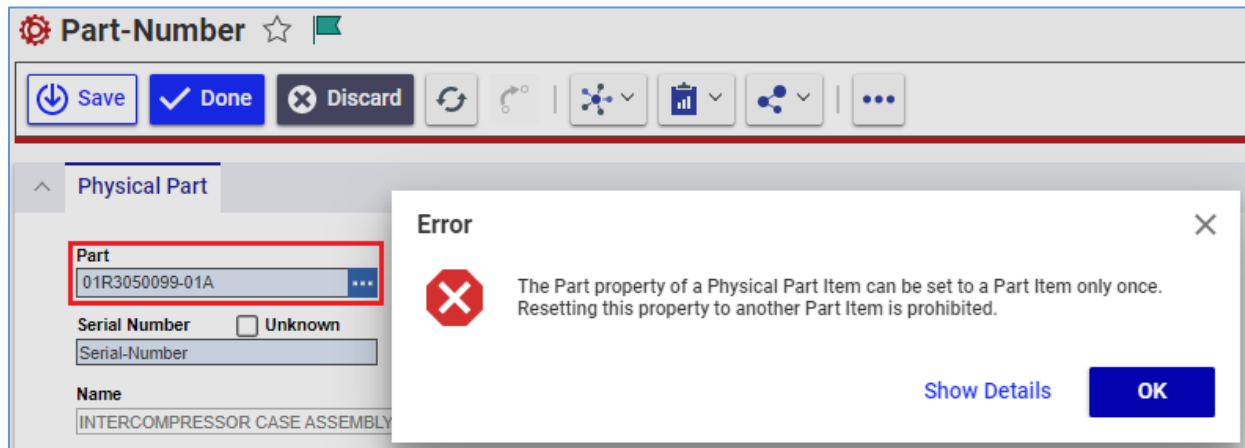 Part-Number
Save Done Discard
Physical Part
Part
01R3050099-01A
Serial Number Unknown
Serial-Number
Name
INTERCOMPRESSOR CASE ASSEMBLY
Error
The Part property of a Physical Part Item can be set to a Part Item only once.
Resetting this property to another Part Item is prohibited.
Show Details OK